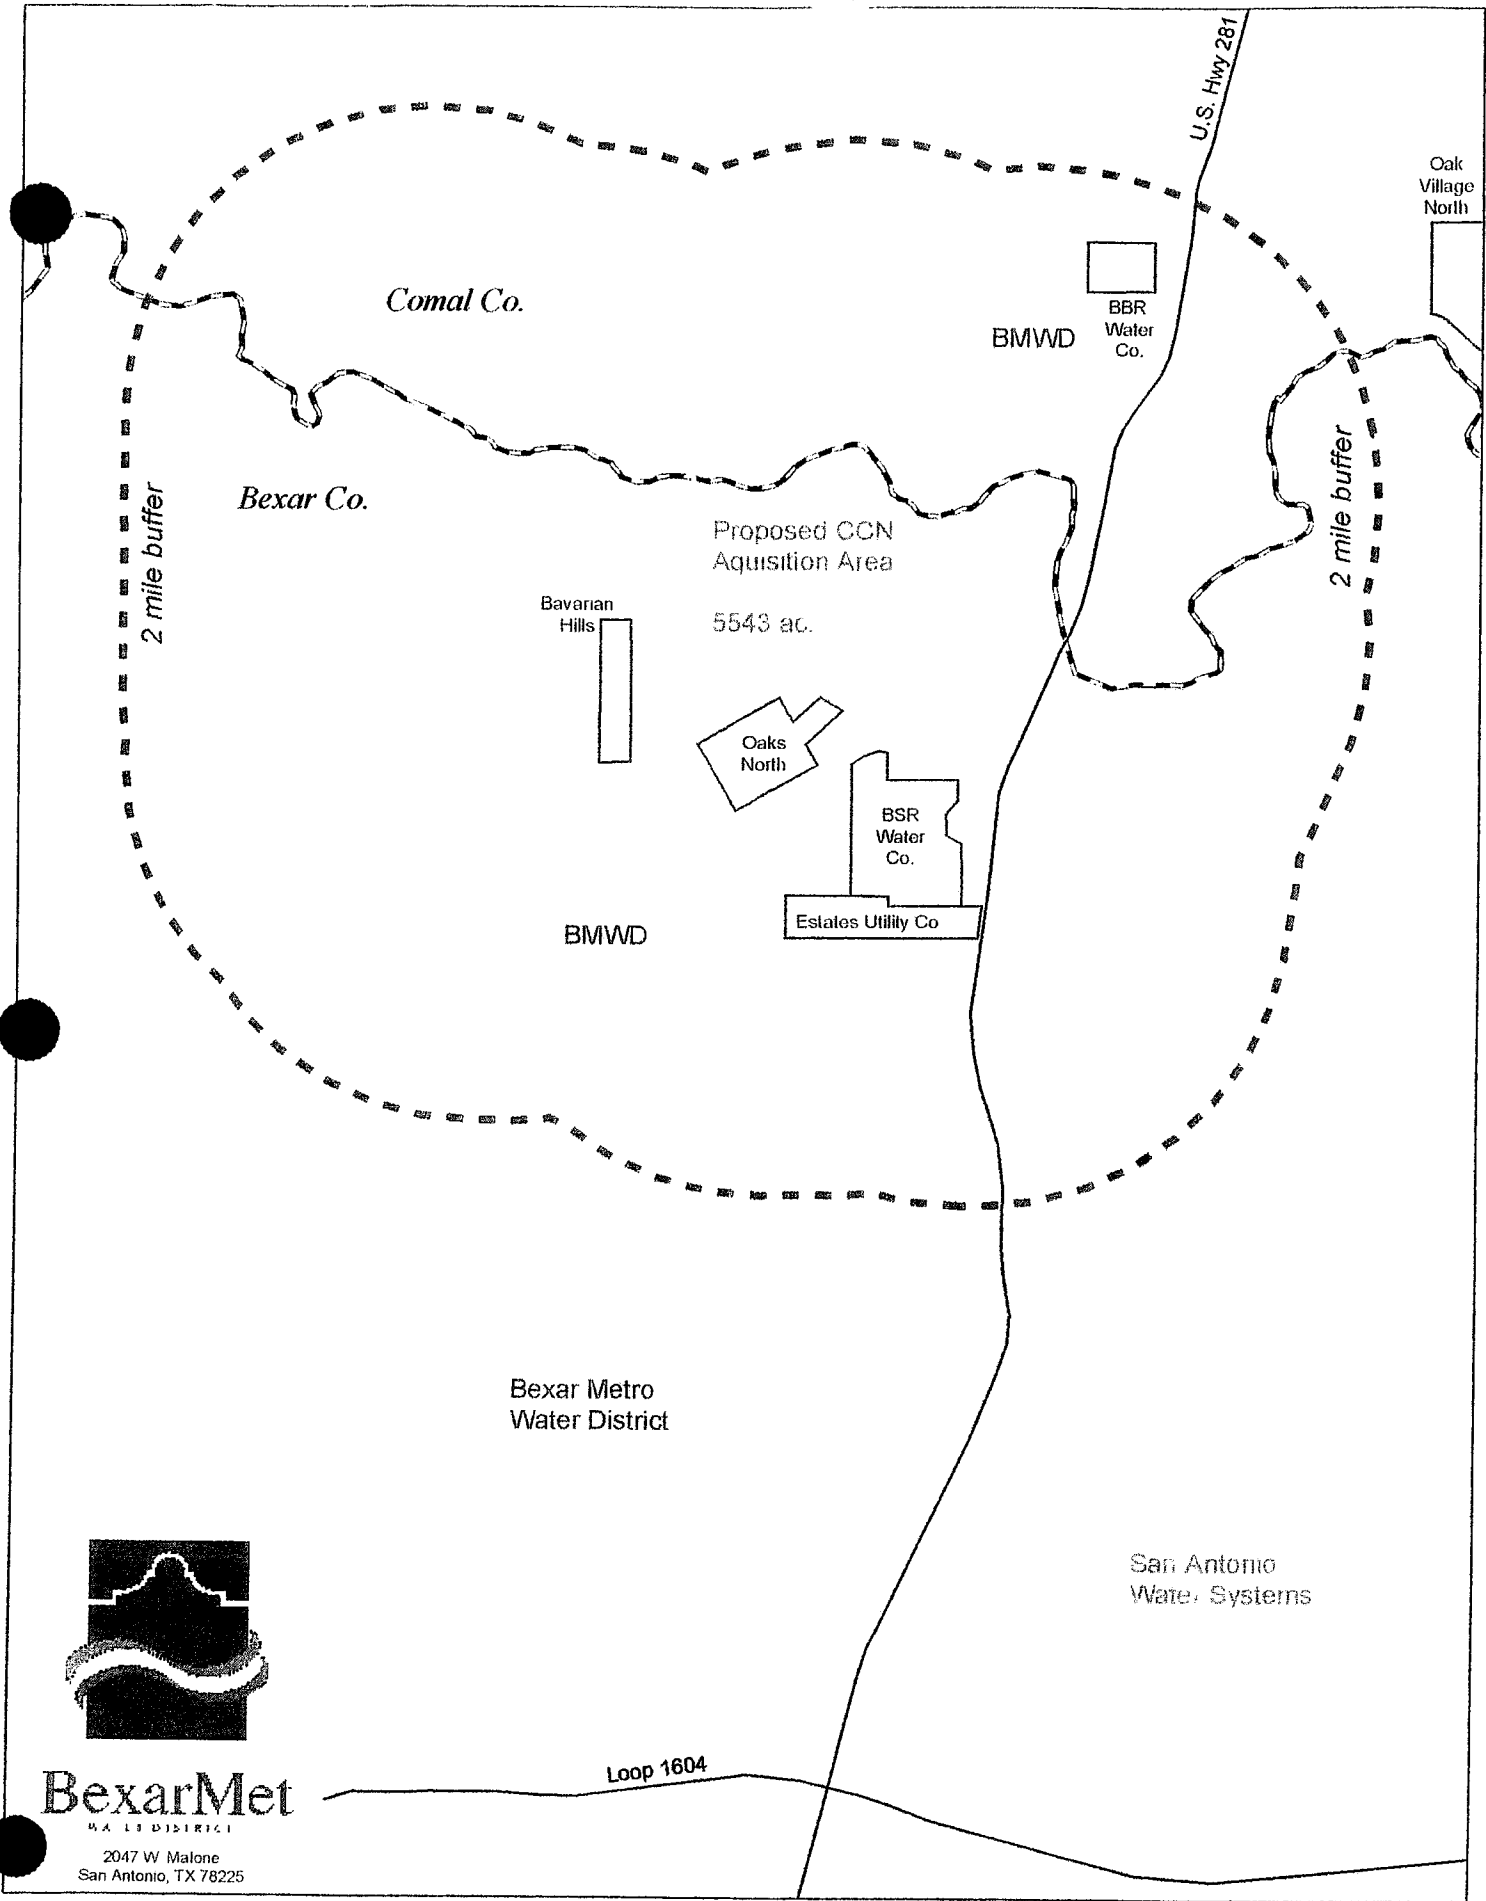 U.S. Hwy 281
Oak
Village
North
Comal Co.
BBR
Water
Co.
BMWD
2 mile buffer
2 mile buffer
Bexar Co.
Proposed CCN
Aquisition Area
5543 ac.
Bavarian
Hills
Oaks
North
BSR
Water
Co.
Estates Utility Co
BMWD
Bexar Metro
Water District
San Antonio
Water Systems
Loop 1604
BexarMet
DISTRICT
2047 W Malone
San Antonio, TX 78225